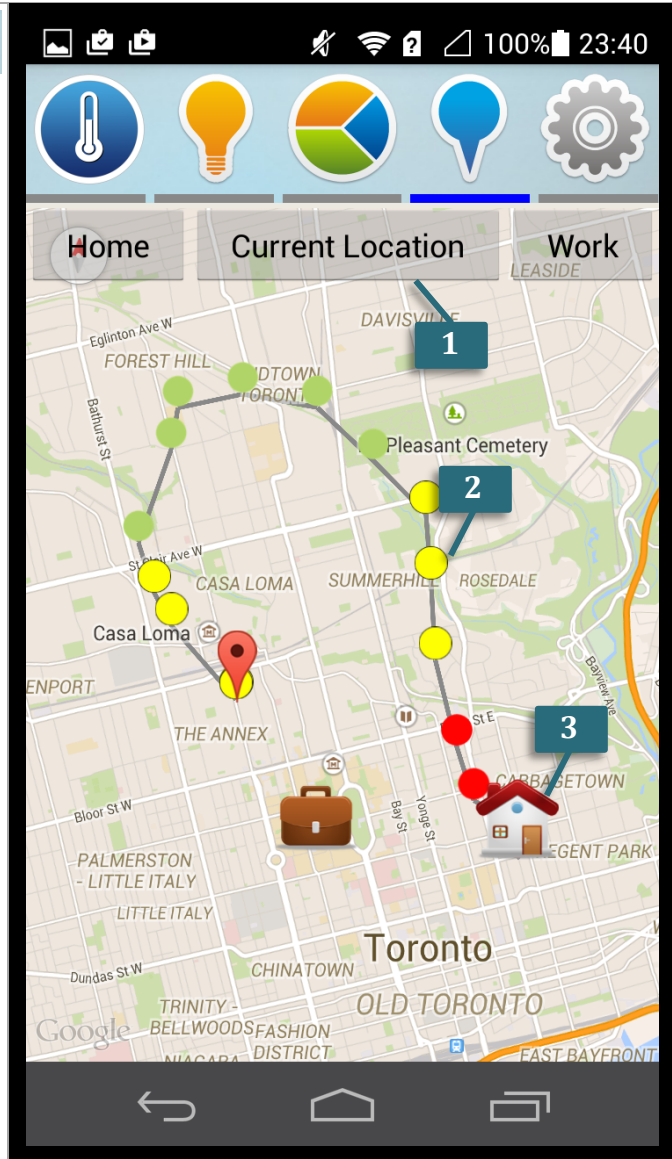 100% 23:40
Home Current Location Work
LEASIDE
DAVISVILLE
1
Eglinton Ave W
FOREST HILL
IDTOWN
TORONT
Bathurst St
Pleasant Cemetery
2
St Clair Ave W
CASA LOMA
SUMMERHILL
ROSEDALE
Casa Loma
Bayview Ave
ENPORT
THE ANNEX
St E
3
CABBAGETOWN
Bloor St W
Bay St
Yonge St
EGENT PARK
PALMERSTON
- LITTLE ITALY
LITTLE ITALY
Toronto
CHINATOWN
Dundas St W
OLD TORONTO
TRINITY -
BELLWOODS
Google
FASHION
DISTRICT
NIAGARA
EAST BAYFRONT